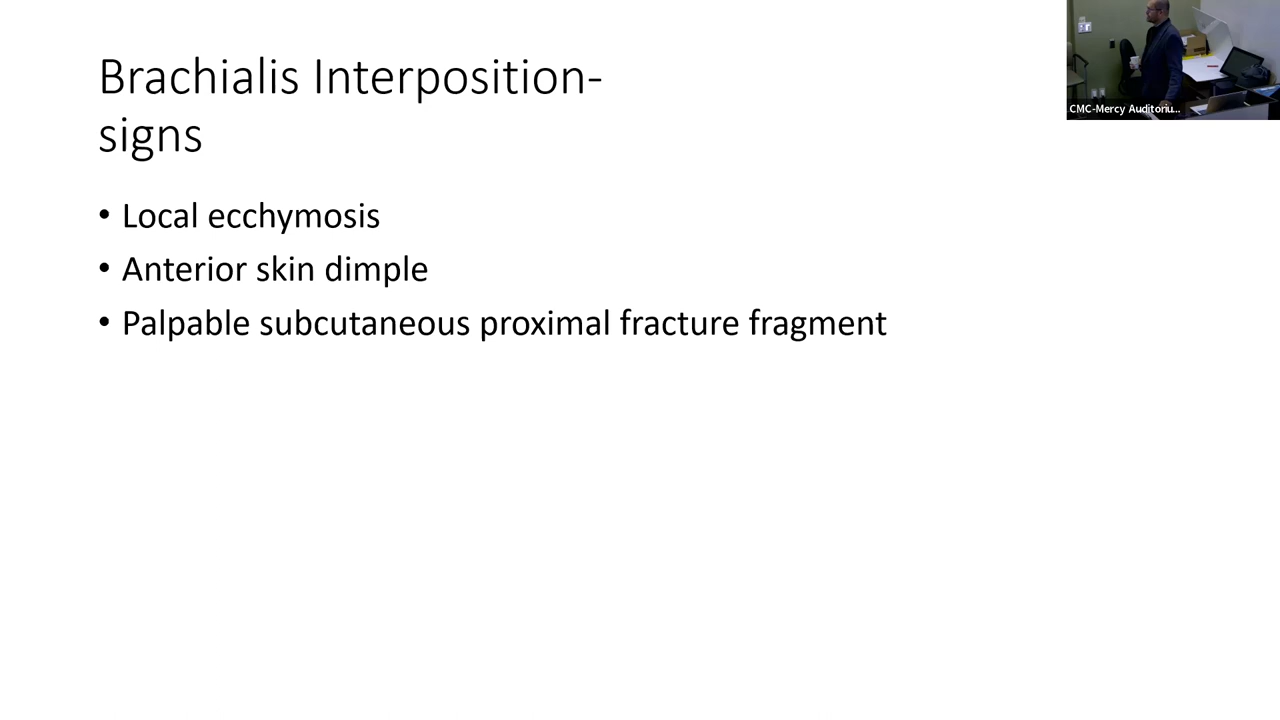 Brachialis Interposition-
signs
• Local ecchymosis
• Anterior skin dimple
• Palpable subcutaneous proximal fracture fragment
CMC-Mercy Auditoriu...